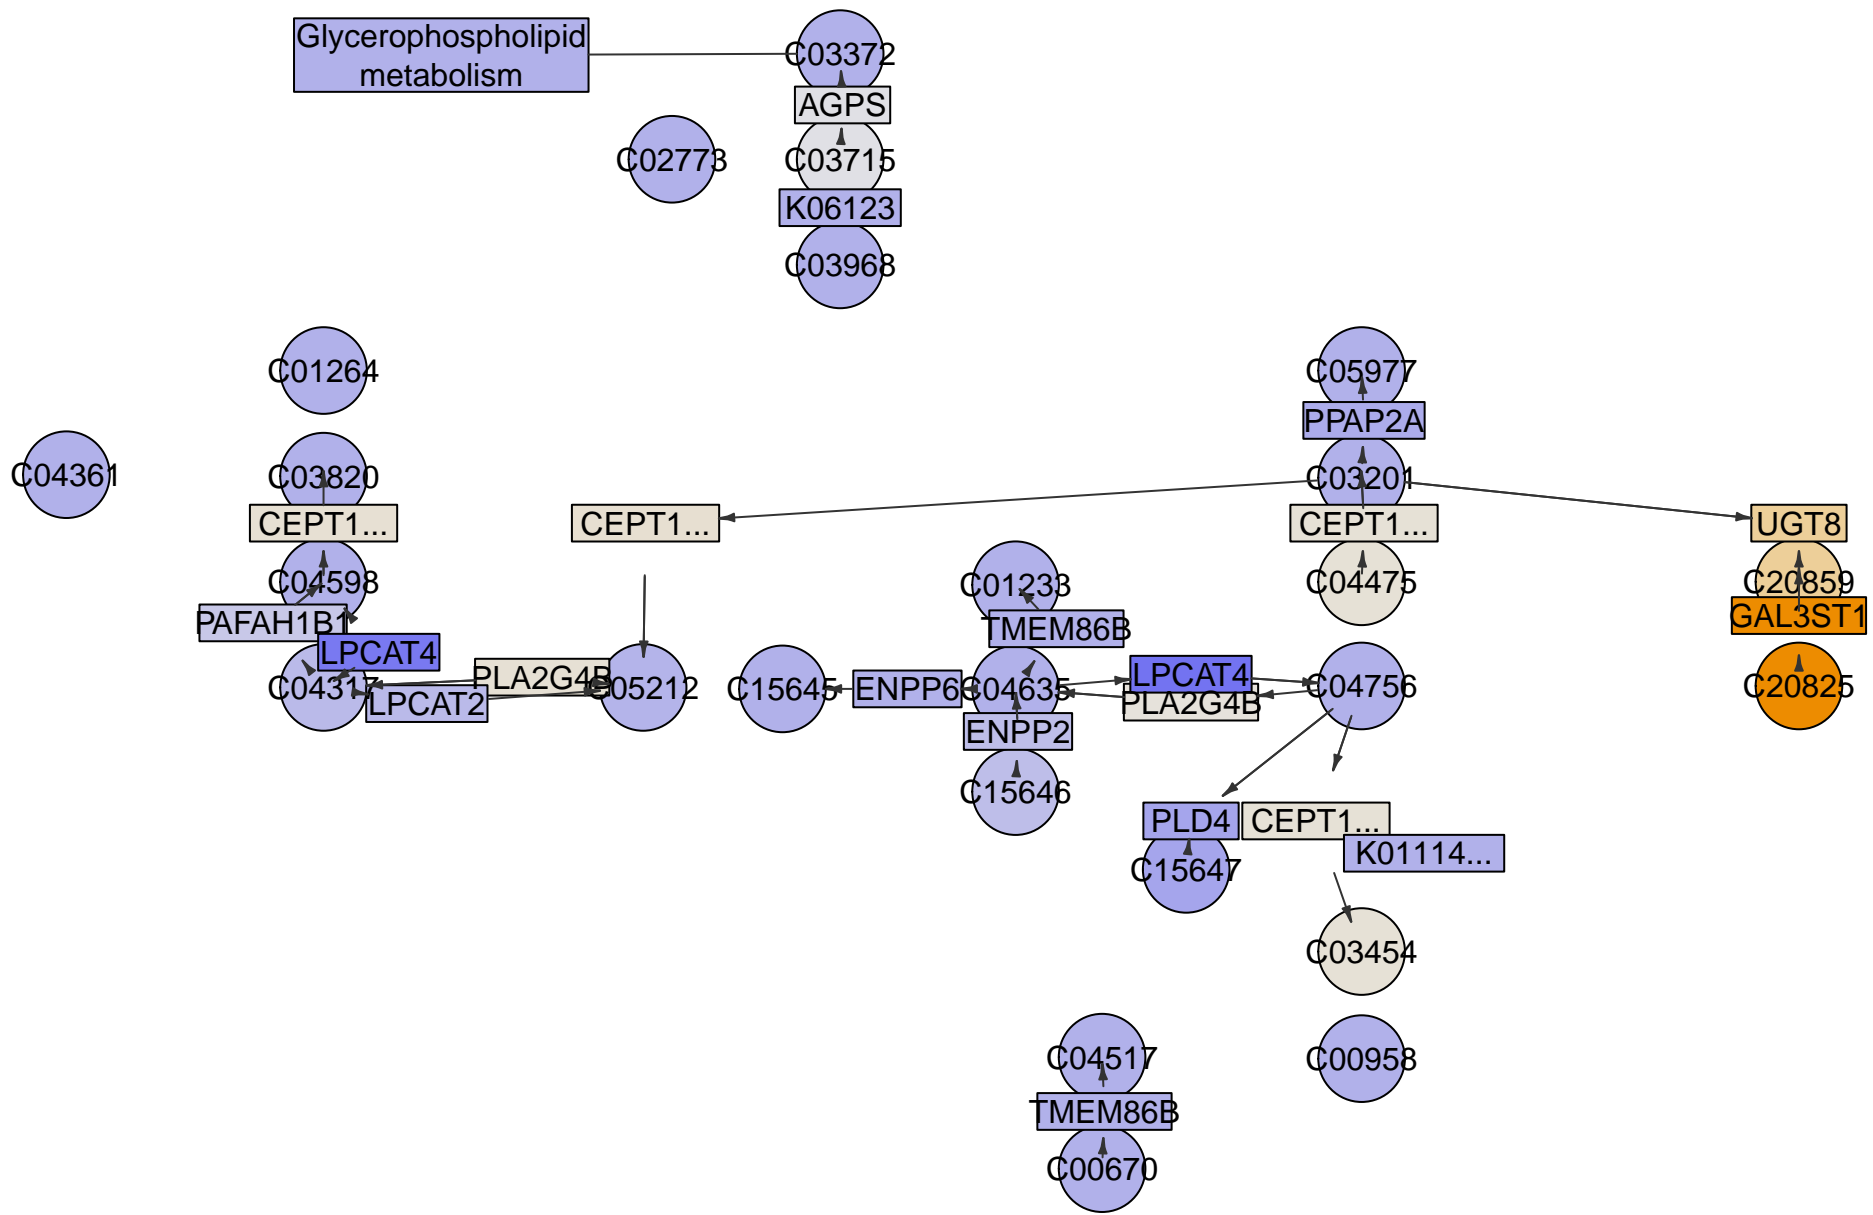 Glycerophospholipid
metabolism
C03372
AGPS
C02773
C03715
K06123
C03968
C01264
C05977
PPAP2A
C04361
C03820
C03201
CEPT1...
CEPT1...
CEPT1...
UGT8
C04598
C01233
C04475
C20859
PAFAH1B1
TMEM86B
GAL3ST1
LPCAT4
C04317
PLA2G4B
LPCAT2
C05212
C15645
ENPP6
C04635
LPCAT4
PLA2G4B
C04756
C20825
ENPP2
C15646
PLD4
CEPT1...
K01114...
C15647
C03454
C04517
C00958
TMEM86B
C00670